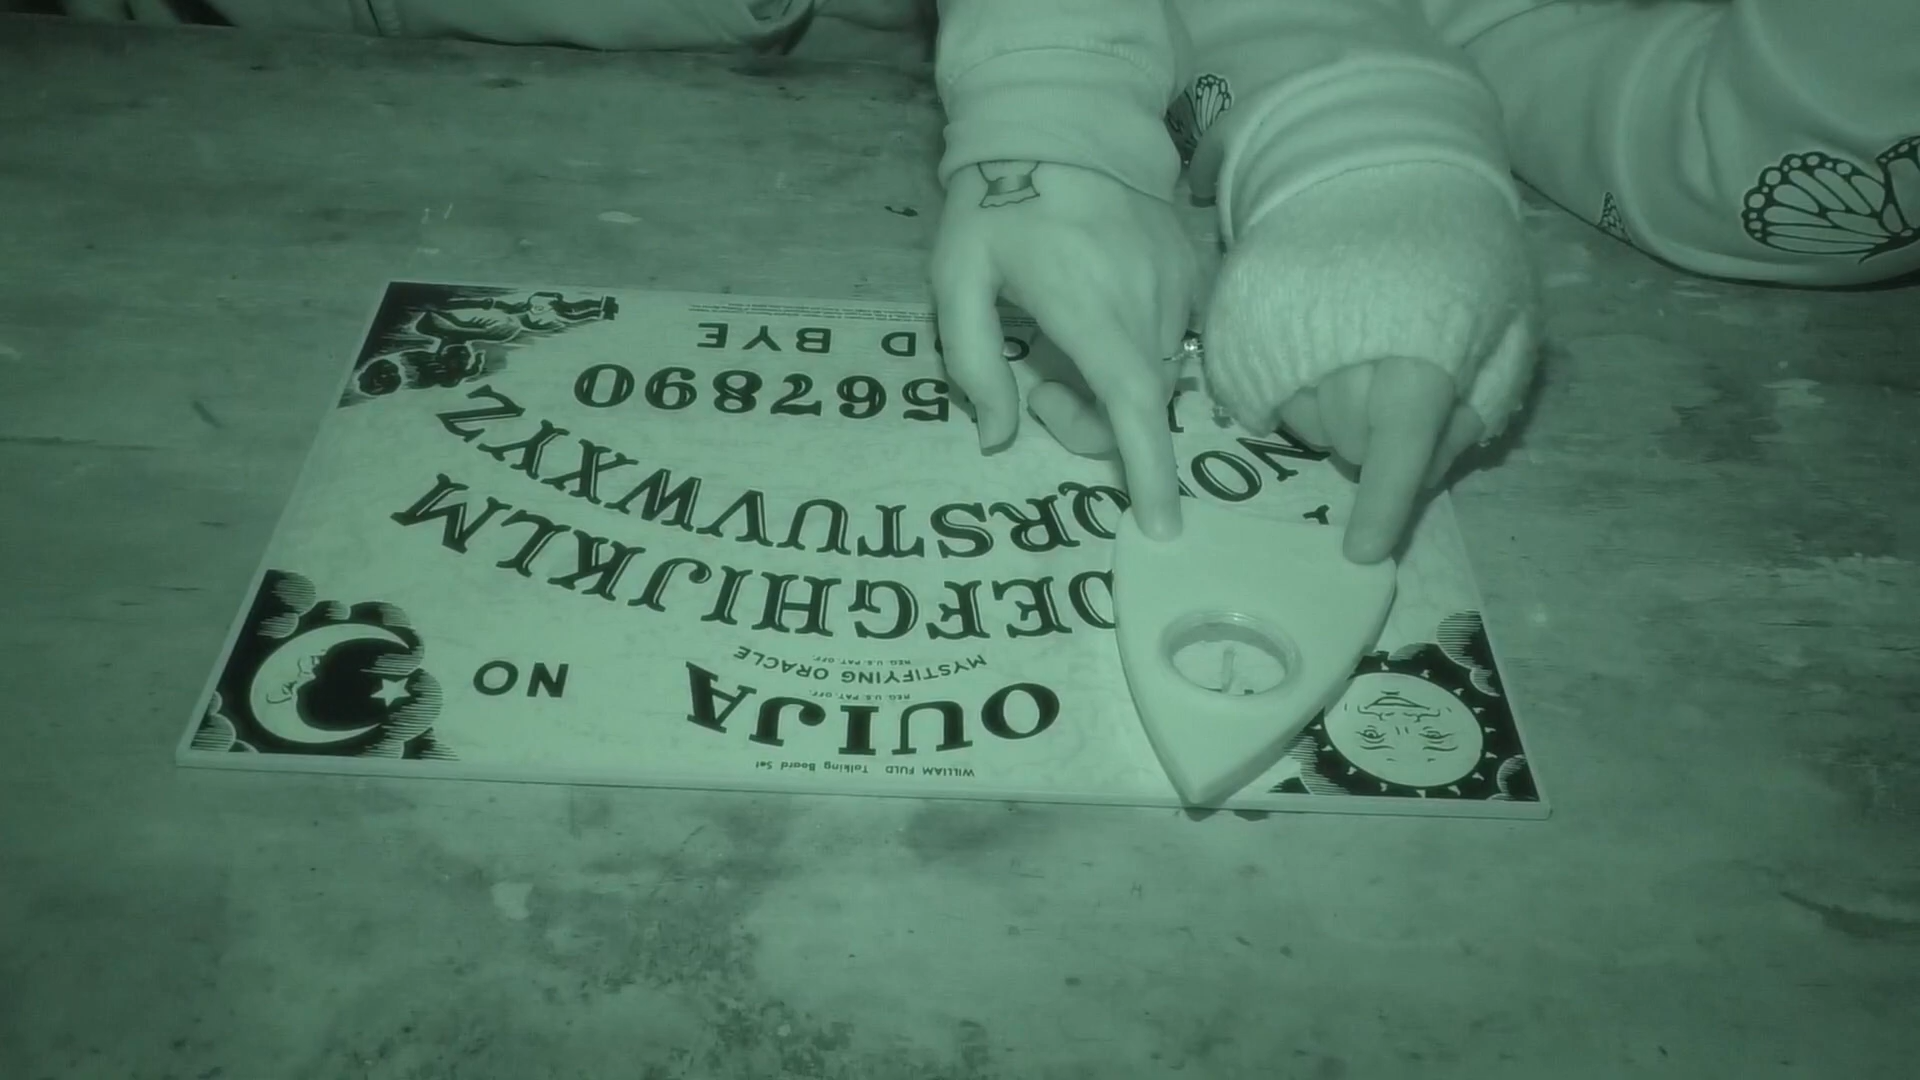 WILLIAM FULD Talking Board Set
OUIJA
REG. U.S. PAT. OFF.
NO
MYSTIFYING ORACLE
REG. U.S. PAT. OFF.
DEFGHIJKLM
NO QRSTUVWXYZ
567890
D BYE